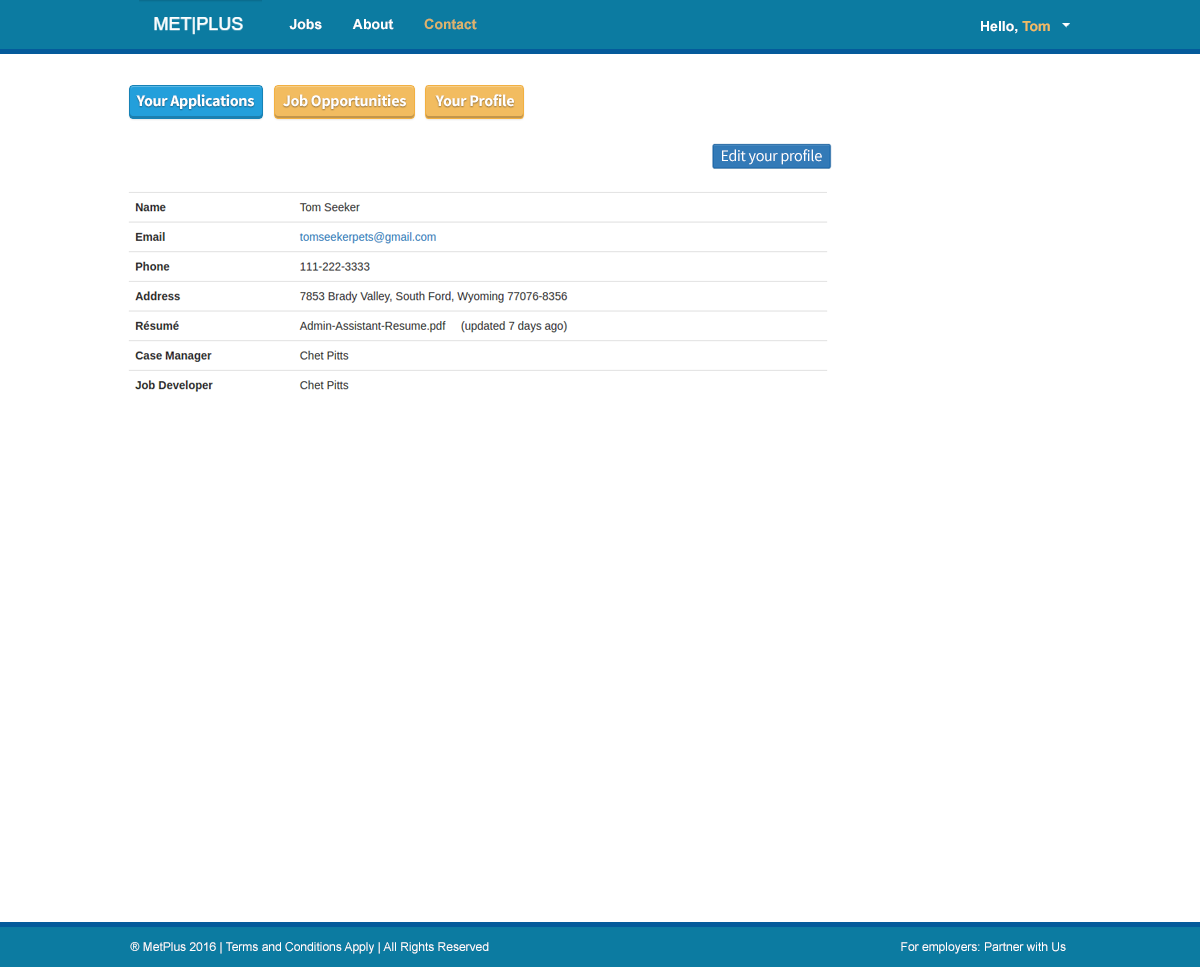 MET|PLUS Jobs About Contact Hello, Tom
Your Applications Job Opportunities Your Profile
Edit your profile
Name Tom Seeker
Email tomseekerpets@gmail.com
Phone 111-222-3333
Address 7853 Brady Valley, South Ford, Wyoming 77076-8356
Résumé Admin-Assistant-Resume.pdf (updated 7 days ago)
Case Manager Chet Pitts
Job Developer Chet Pitts
® MetPlus 2016 | Terms and Conditions Apply | All Rights Reserved For employers: Partner with Us